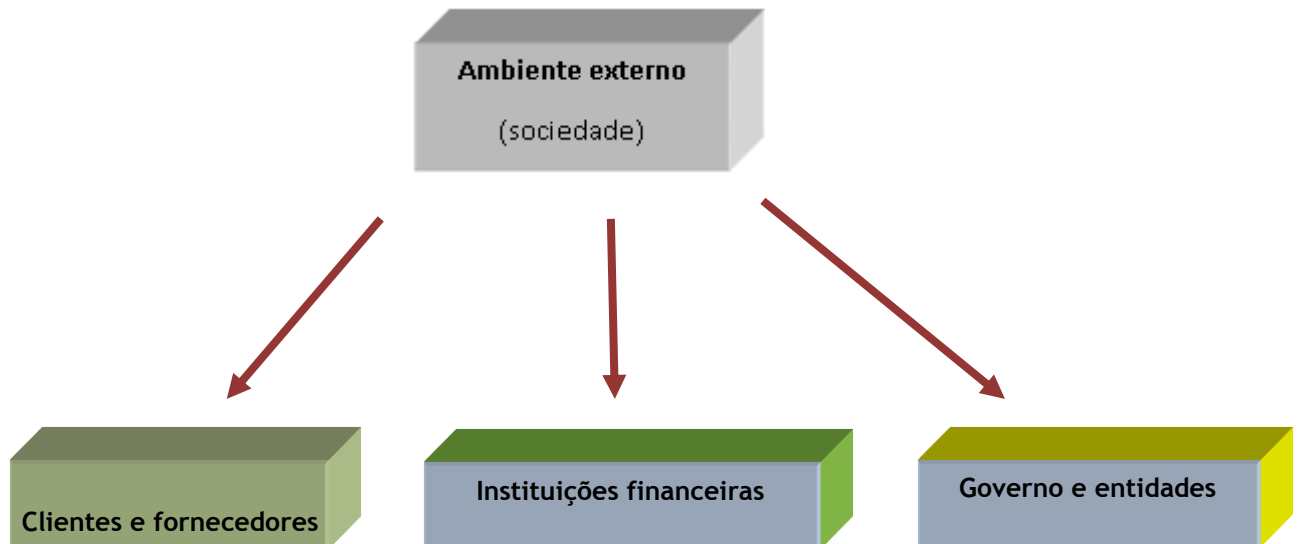 Ambiente externo
(sociedade)
Instituições financeiras
Governo e entidades
Clientes e fornecedores